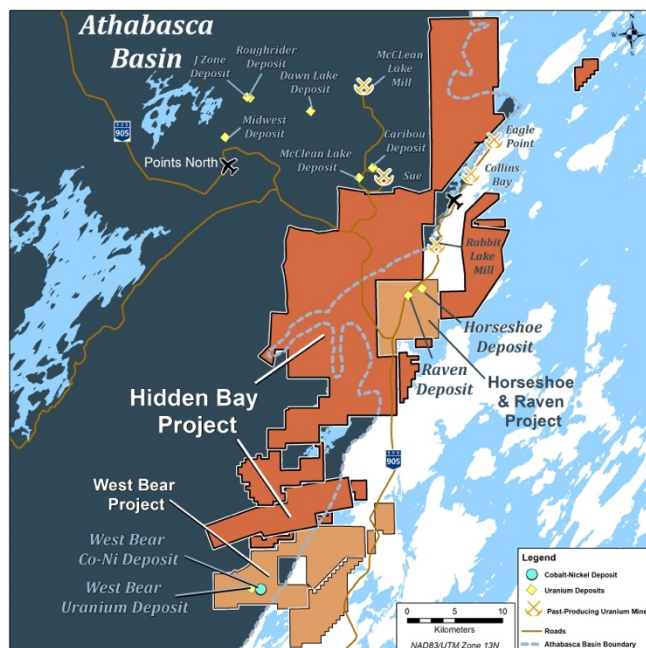 Athabasca
Basin
J Zone
Deposit
Roughrider
Deposit
Dawn Lake
Deposit
McClean
Lake
Mill
905
Midwest Deposit
Points North
McClean Lake
Deposit
Caribou
Deposit
Sue
Eagle
Point
Collins
Bay
Rabbit
Lake
Mill
Horseshoe
Deposit
Raven
Deposit
Horseshoe
& Raven
Project
Hidden Bay
Project
905
West Bear
Project
West Bear
Co-Ni Deposit
West Bear
Uranium Deposit
0 5 10
Kilometers
NAD83/UTM Zone 13N
Legend
Cobalt-Nickel Deposit
Uranium Deposits
Past-Producing Uranium Mine
Roads
Athabasca Basin Boundary